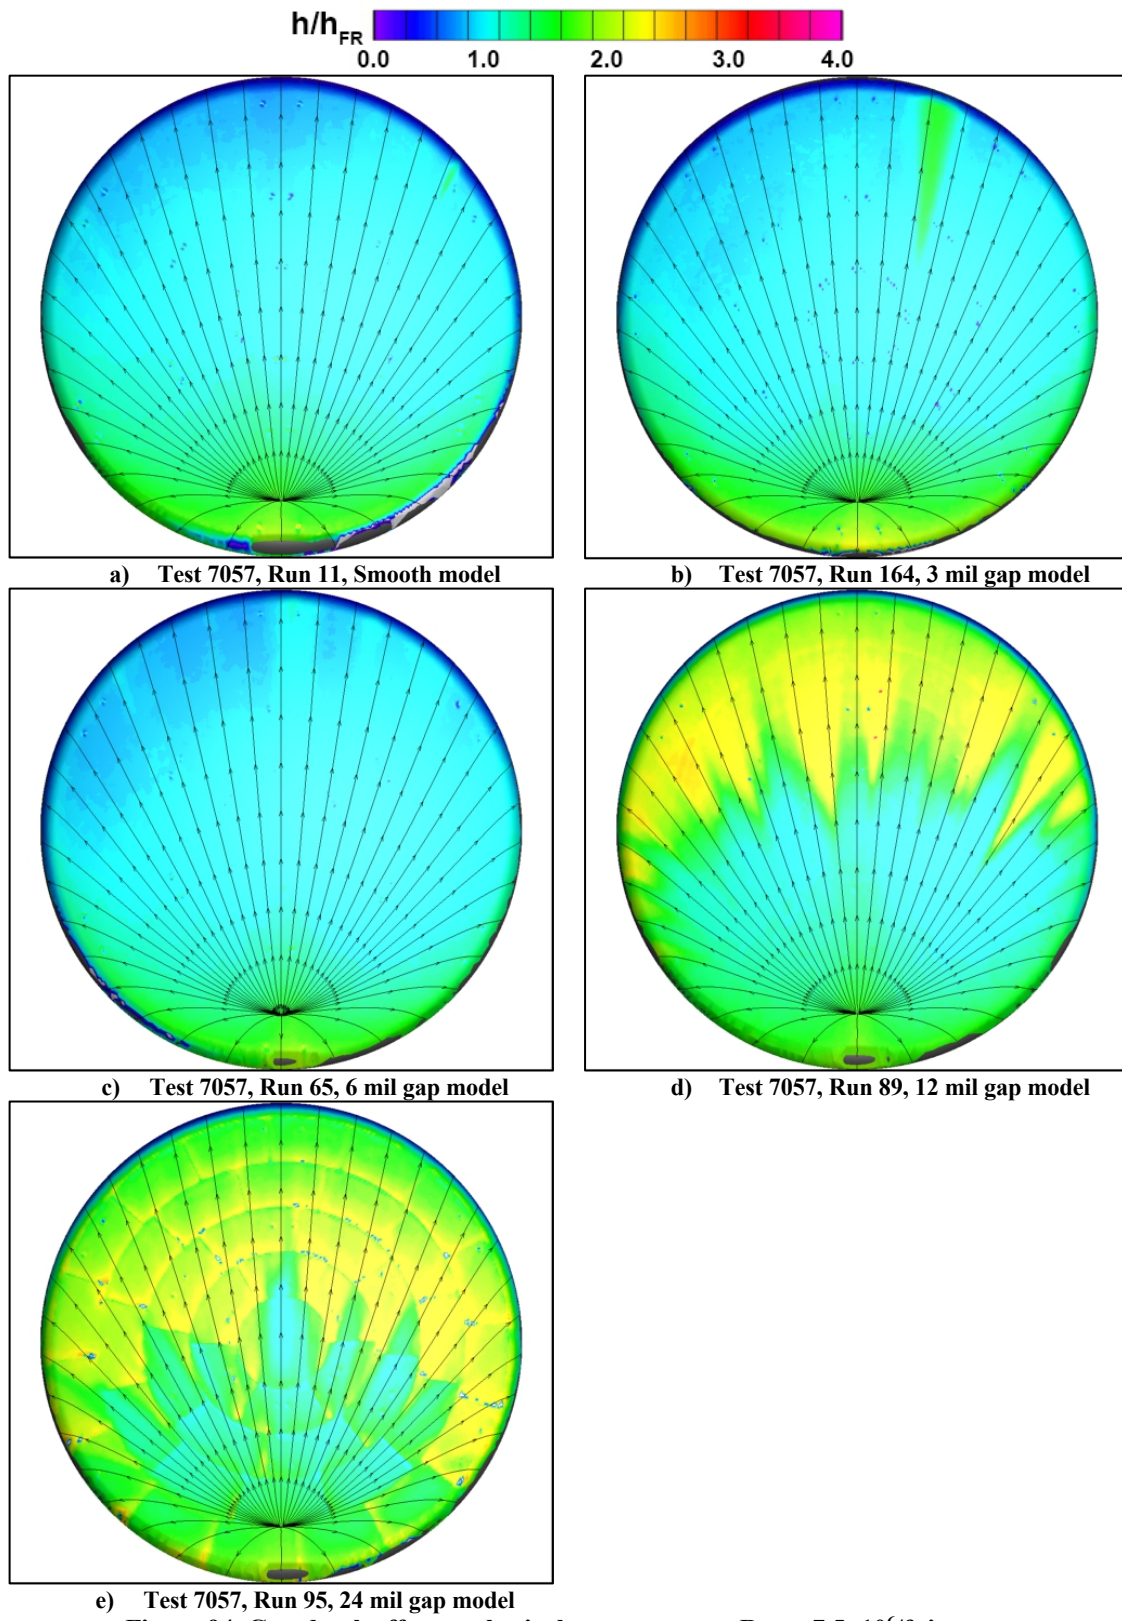 h/hFR
0.0 1.0 2.0 3.0 4.0
a) Test 7057, Run 11, Smooth model
b) Test 7057, Run 164, 3 mil gap model
c) Test 7057, Run 65, 6 mil gap model
d) Test 7057, Run 89, 12 mil gap model
e) Test 7057, Run 95, 24 mil gap model